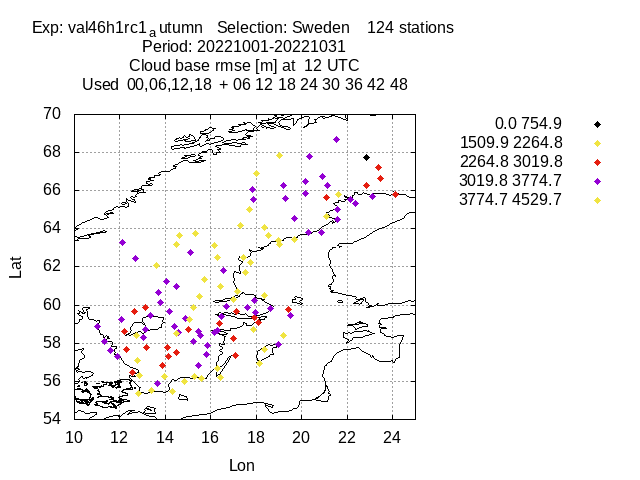 Exp: val46h1rc1autumn Selection: Sweden 124 stations
Period: 20221001-20221031
Cloud base rmse [m] at 12 UTC
Used 00,06,12,18 + 06 12 18 24 30 36 42 48
0.0 754.9
1509.9 2264.8
2264.8 3019.8
3019.8 3774.7
3774.7 4529.7
70
68
66
64
62
60
58
56
54
Lat
10 12 14 16 18 20 22 24
Lon